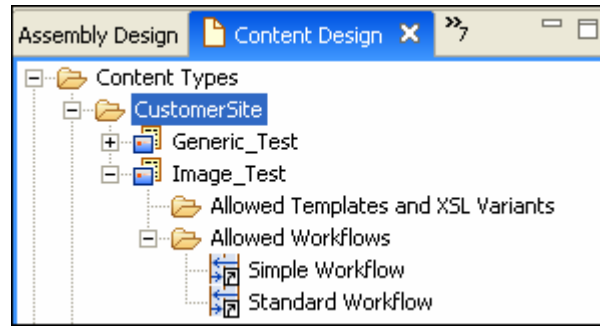 Assembly Design Content Design »7
Content Types
CustomerSite
Generic_Test
Image_Test
Allowed Templates and XSL Variants
Allowed Workflows
Simple Workflow
Standard Workflow